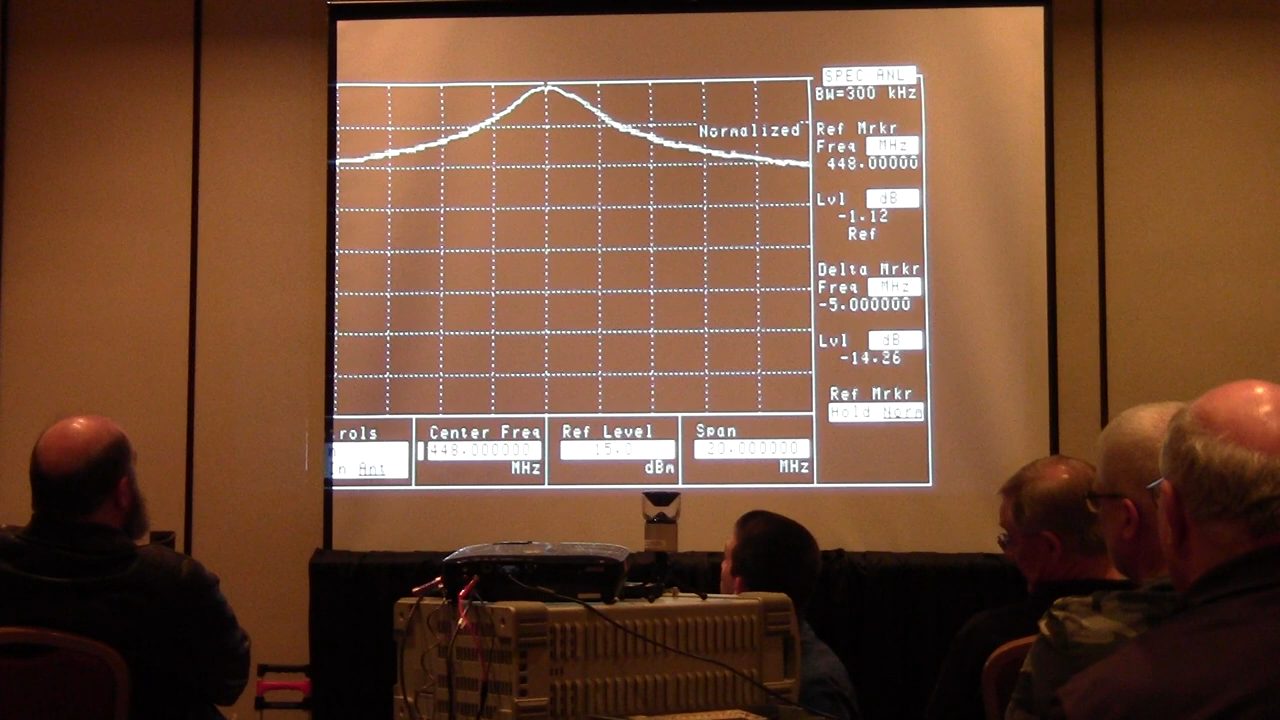 SPEC ANL
BW=300 kHz
Normalized
Ref Mrkr
Freq MHz
448.00000
Lvl dB
-1.12
Ref
Delta Mrkr
Freq MHz
-5.000000
Lvl dB
-14.26
Ref Mrkr
Hold Norm
rols
n Ant
Center Freq
448.000000
MHz
Ref Level
15.0
dBm
Span
20.000000
MHz